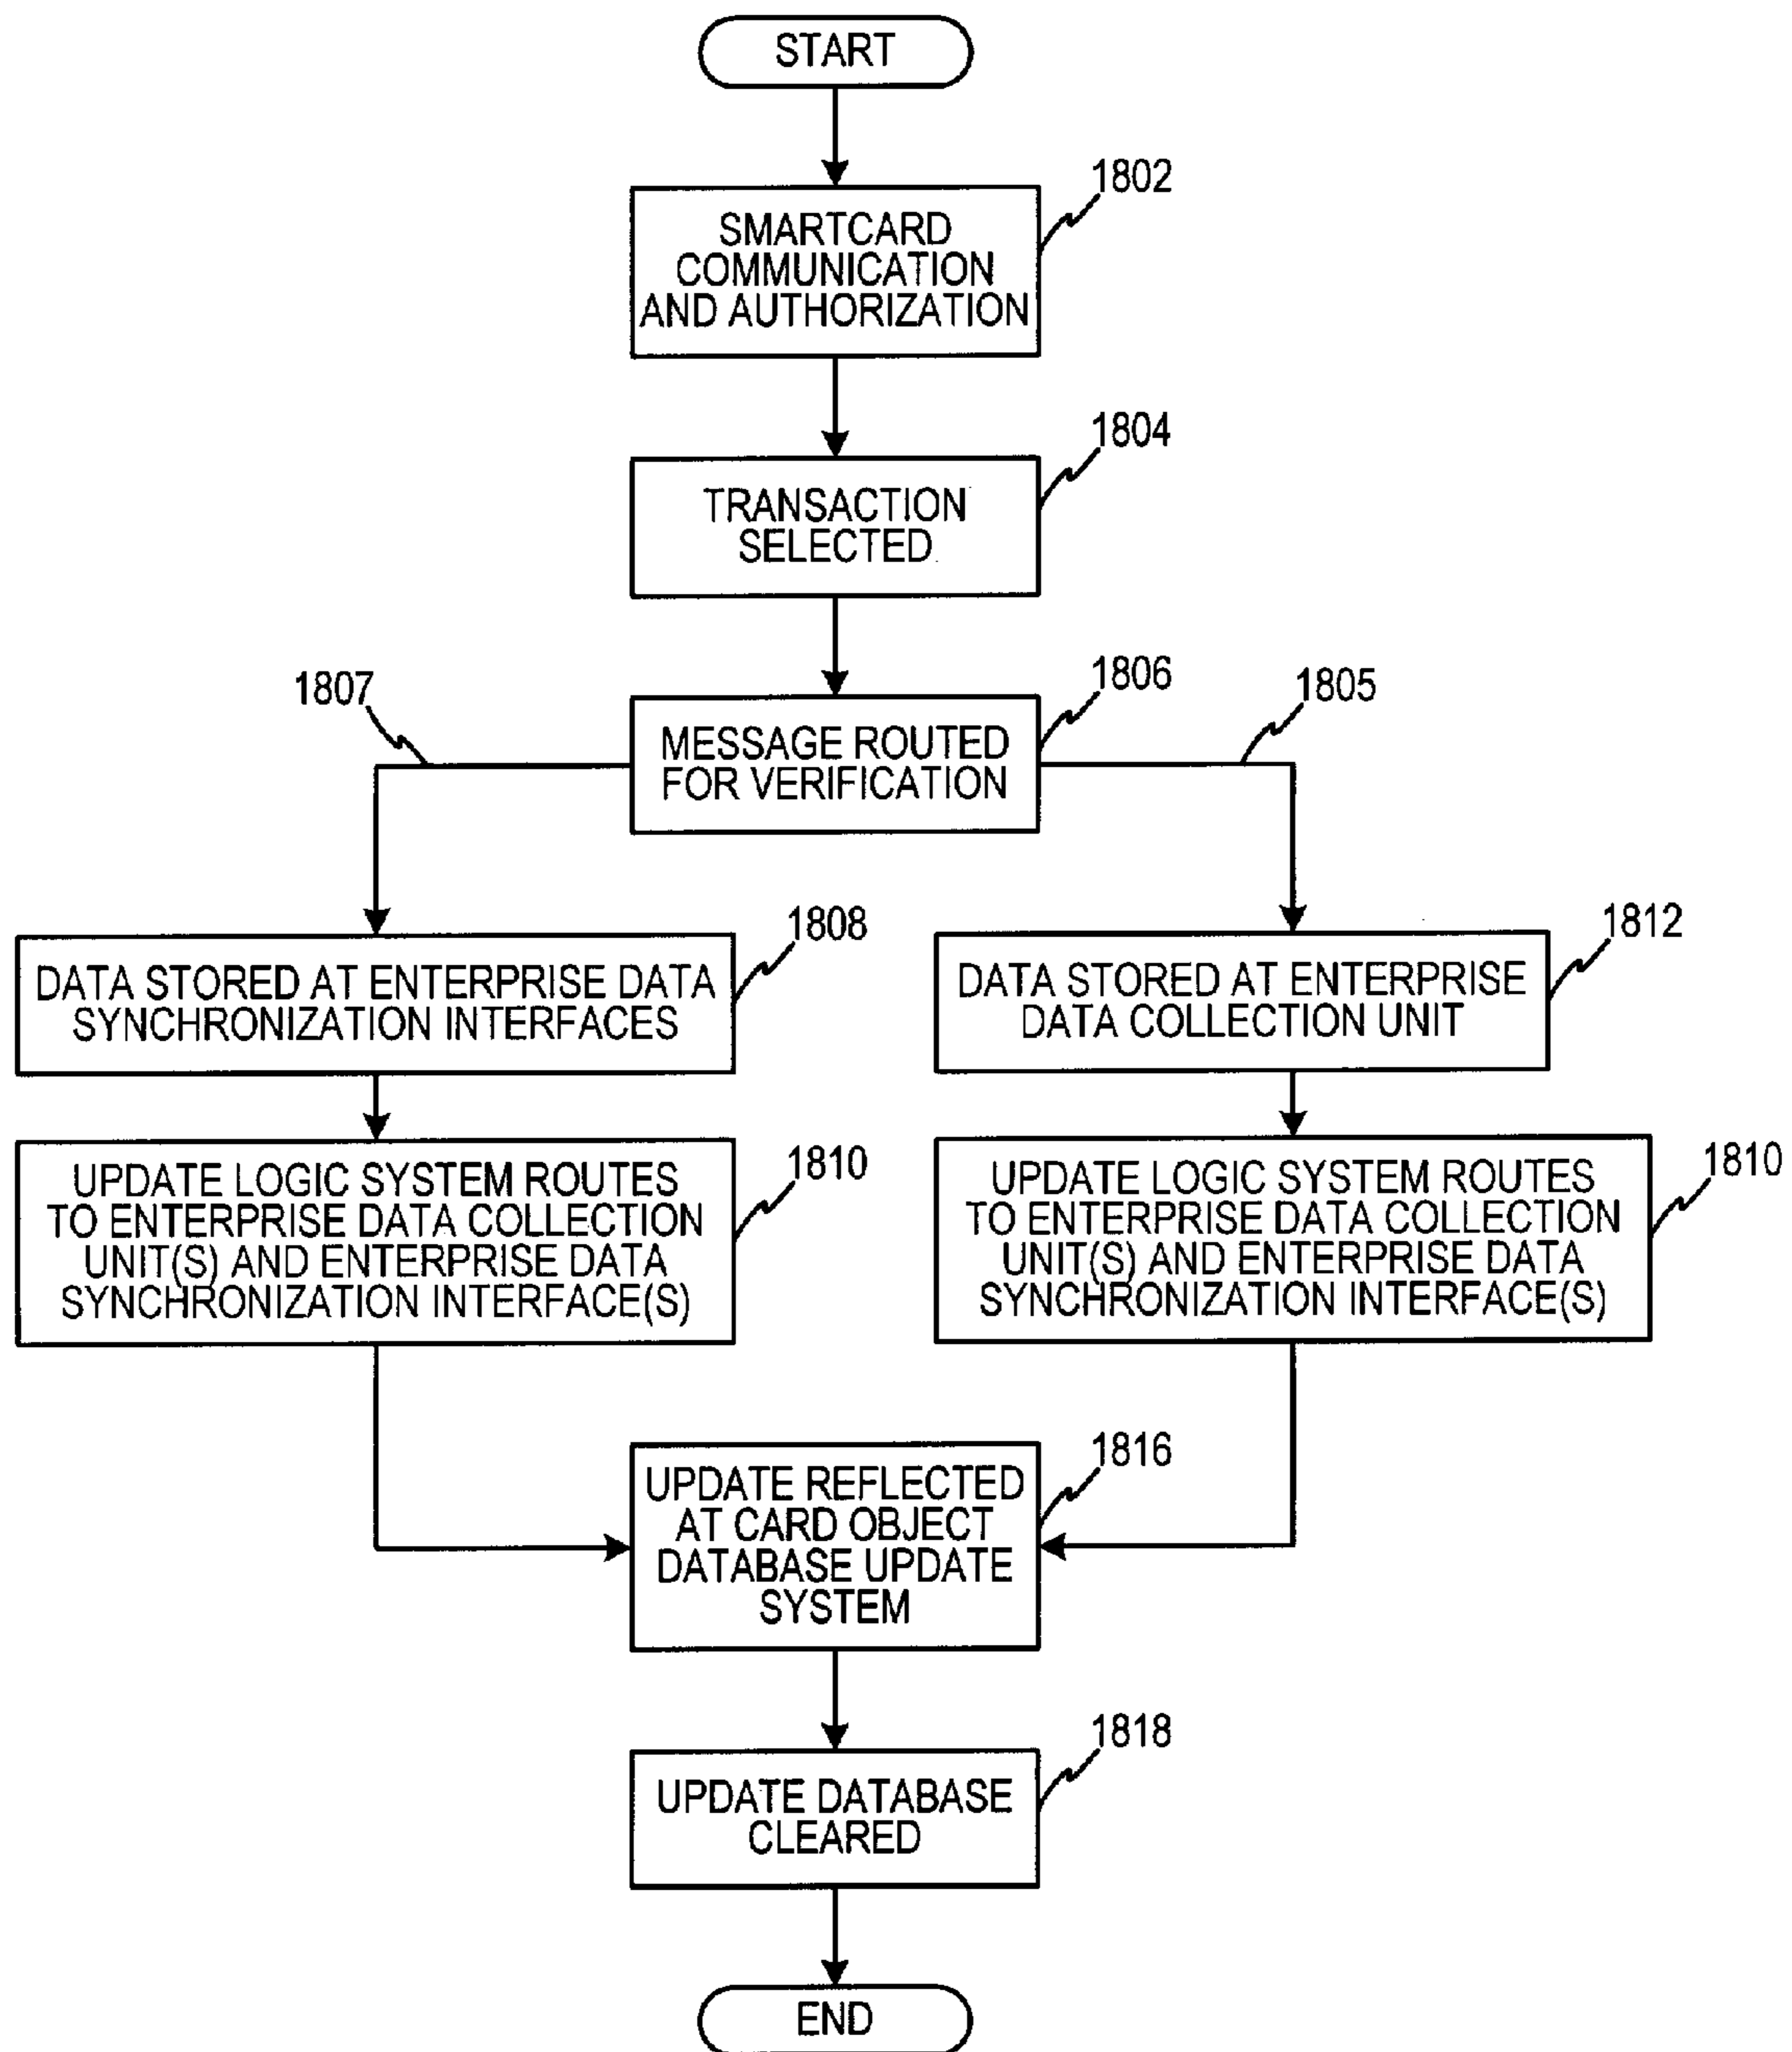 START
1802
SMARTCARD
COMMUNICATION
AND AUTHORIZATION
1804
TRANSACTION
SELECTED
1807
1806
1805
MESSAGE ROUTED
FOR VERIFICATION
1808
DATA STORED AT ENTERPRISE DATA
SYNCHRONIZATION INTERFACES
1812
DATA STORED AT ENTERPRISE
DATA COLLECTION UNIT
1810
UPDATE LOGIC SYSTEM ROUTES
TO ENTERPRISE DATA COLLECTION
UNIT(S) AND ENTERPRISE DATA
SYNCHRONIZATION INTERFACE(S)
1810
UPDATE LOGIC SYSTEM ROUTES
TO ENTERPRISE DATA COLLECTION
UNIT(S) AND ENTERPRISE DATA
SYNCHRONIZATION INTERFACE(S)
1816
UPDATE REFLECTED
AT CARD OBJECT
DATABASE UPDATE
SYSTEM
1818
UPDATE DATABASE
CLEARED
END